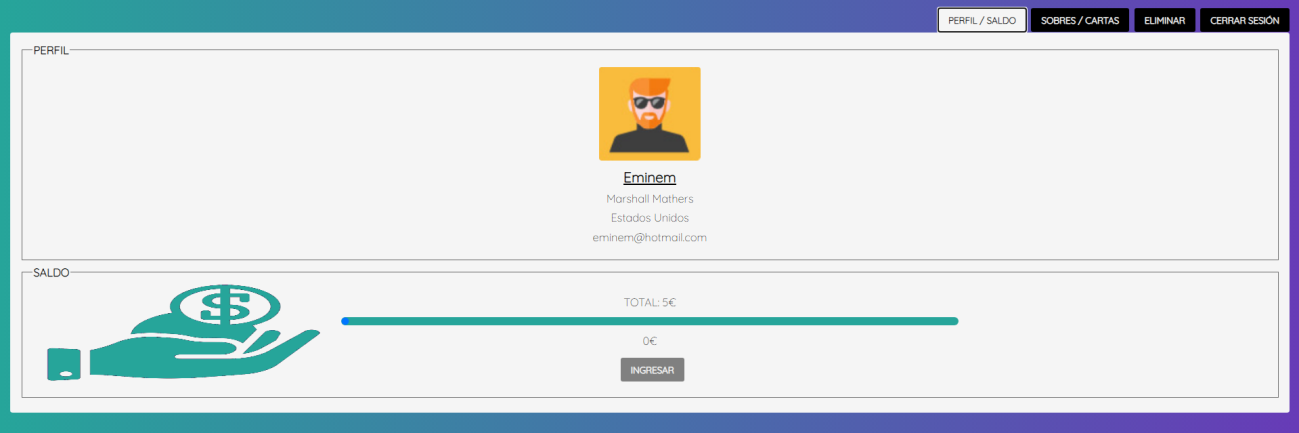 PERFIL / SALDO
SOBRES / CARTAS
ELIMINAR
CERRAR SESIÓN
PERFIL
Eminem
Marshall Mathers
Estados Unidos
eminem@hotmail.com
SALDO
$
TOTAL: 5€
0€
INGRESAR